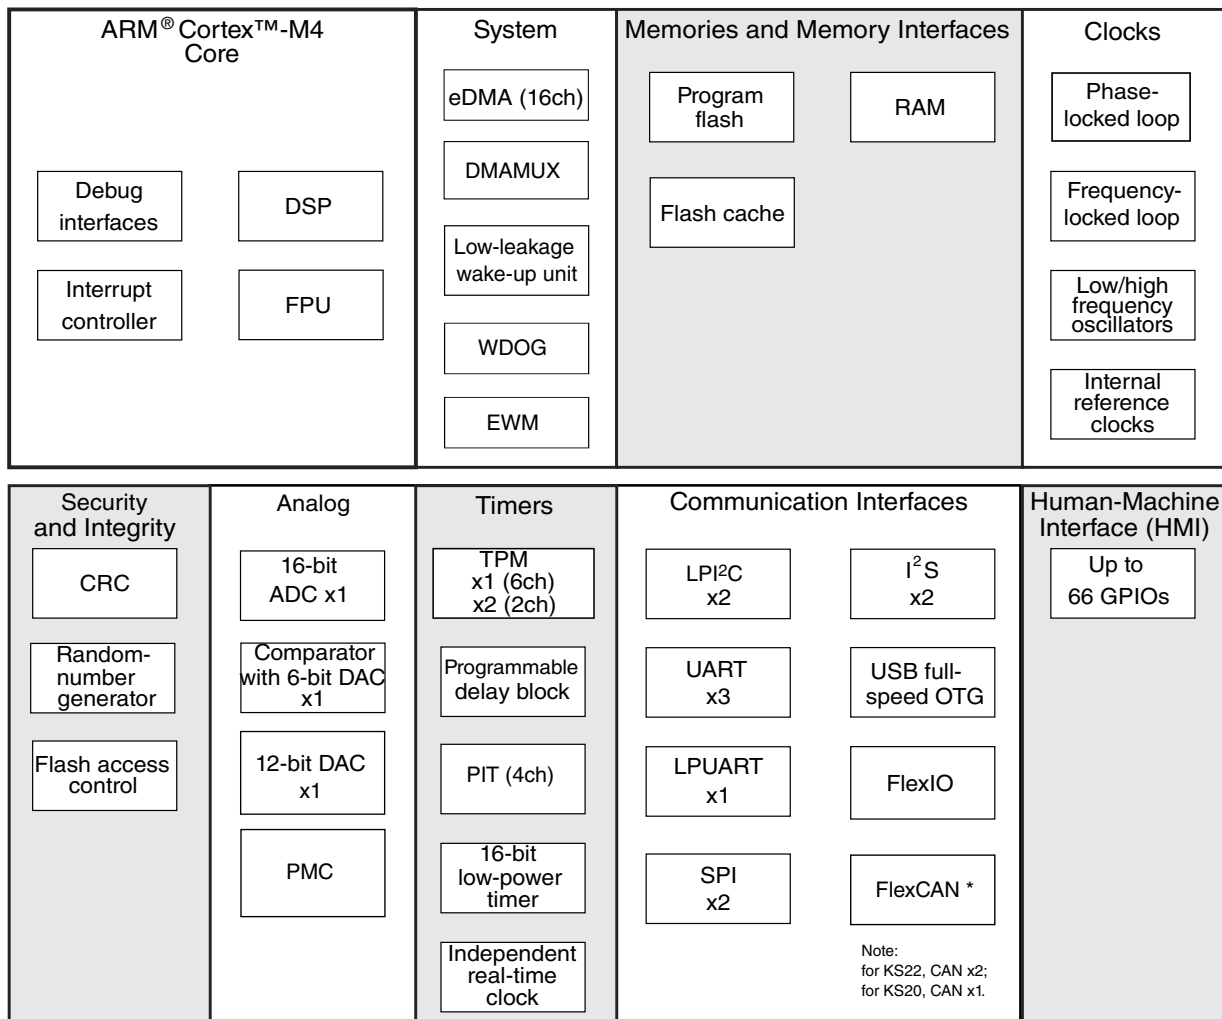 ARM® Cortex™-M4
Core
Debug
interfaces
DSP
Interrupt
controller
FPU
System
eDMA (16ch)
DMAMUX
Low-leakage
wake-up unit
WDOG
EWM
Memories and Memory Interfaces
Program
flash
RAM
Flash cache
Clocks
Phase-
locked loop
Frequency-
locked loop
Low/high
frequency
oscillators
Internal
reference
clocks
Security
and Integrity
CRC
Random-
number
generator
Flash access
control
Analog
16-bit
ADC x1
Comparator
with 6-bit DAC
x1
12-bit DAC
x1
PMC
Timers
TPM
x1 (6ch)
x2 (2ch)
Programmable
delay block
PIT (4ch)
16-bit
low-power
timer
Independent
real-time
clock
Communication Interfaces
LPI²C
x2
I²S
x2
UART
x3
USB full-
speed OTG
LPUART
x1
FlexIO
SPI
x2
FlexCAN *
Note:
for KS22, CAN x2;
for KS20, CAN x1.
Human-Machine
Interface (HMI)
Up to
66 GPIOs